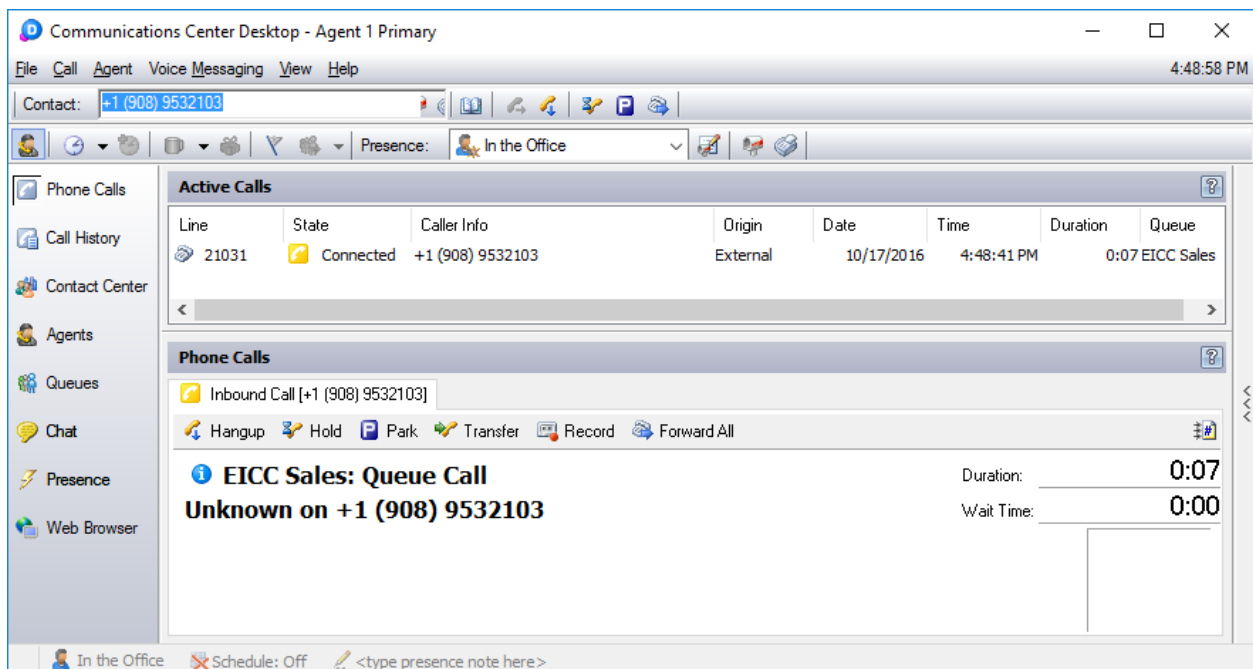 Communications Center Desktop - Agent 1 Primary
File Call Agent Voice Messaging View Help 4:48:58 PM
Contact: +1 (908) 9532103
Presence: In the Office
Phone Calls
Call History
Contact Center
Agents
Queues
Chat
Presence
Web Browser
Active Calls
Line State Caller Info Origin Date Time Duration Queue
21031 Connected +1 (908) 9532103 External 10/17/2016 4:48:41 PM 0:07 EICC Sales
Phone Calls
Inbound Call [+1 (908) 9532103]
Hangup Hold P Park Transfer Record Forward All
EICC Sales: Queue Call
Unknown on +1 (908) 9532103
Duration: 0:07
Wait Time: 0:00
In the Office Schedule: Off <type presence note here>